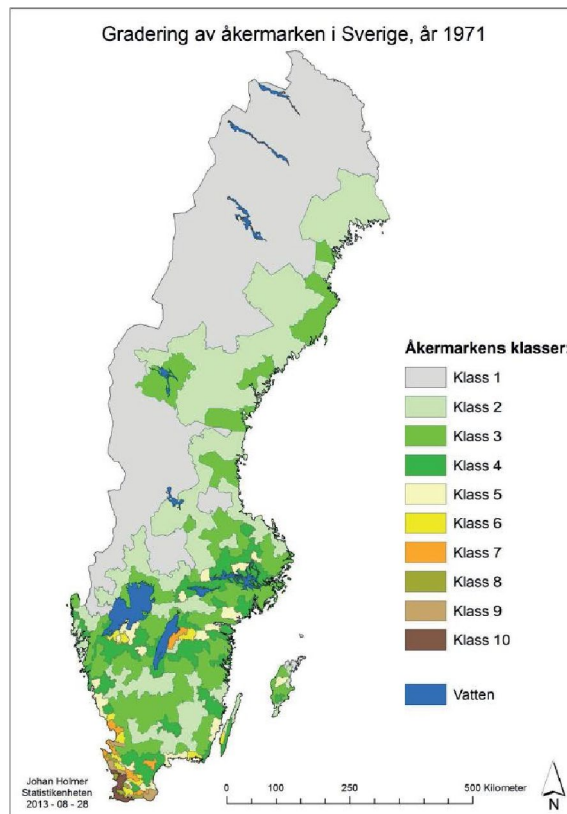 Gradering av åkermarken i Sverige, år 1971
Åkermarkens klasser:
Klass 1
Klass 2
Klass 3
Klass 4
Klass 5
Klass 6
Klass 7
Klass 8
Klass 9
Klass 10
Vatten
Johan Holmer
Statistikenheten
2013 - 08 - 28
0 125 250 500 Kilometer
N